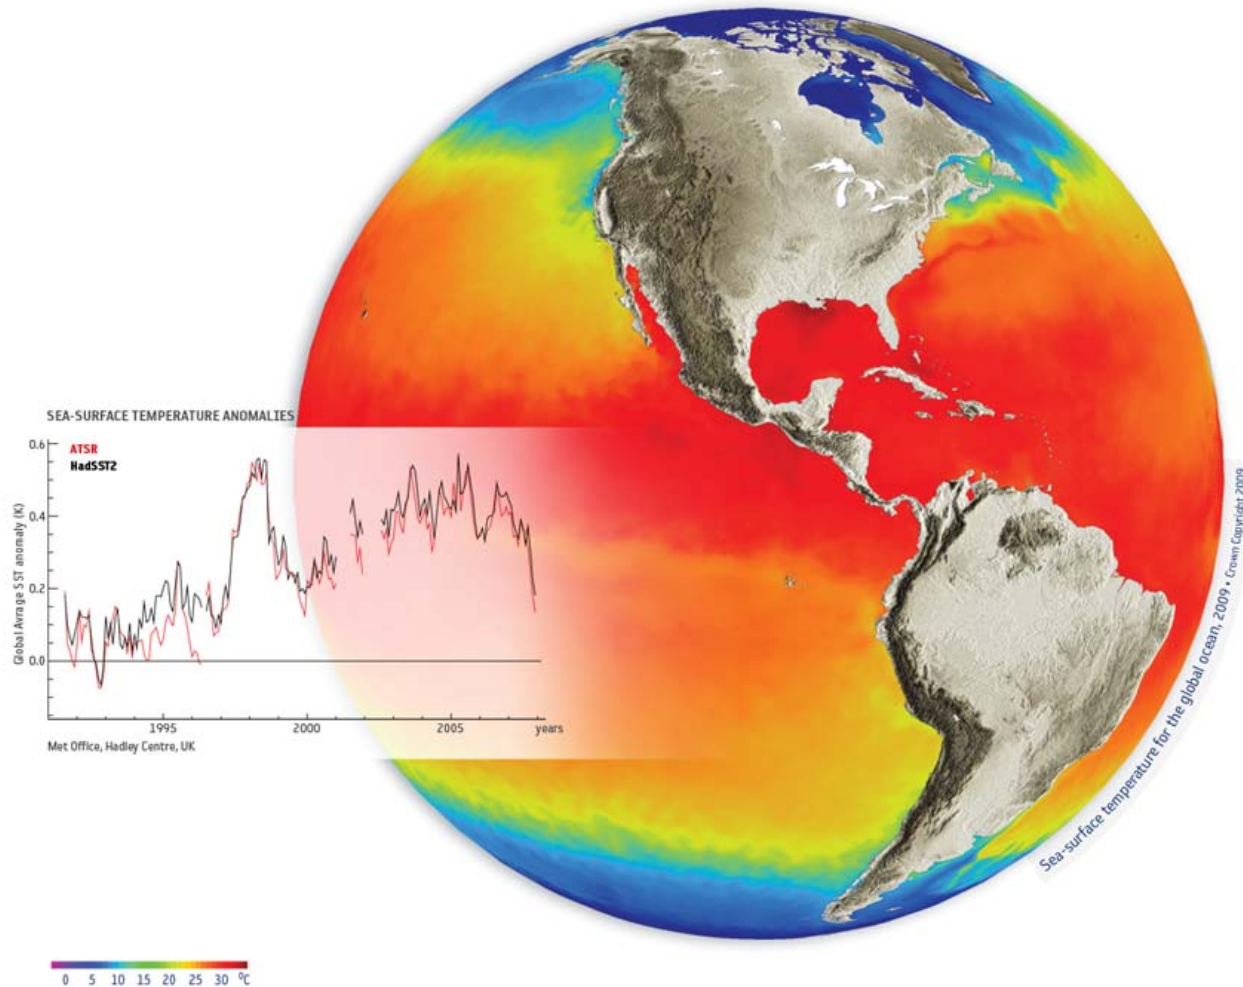 SEA-SURFACE TEMPERATURE ANOMALIES
0.6
ATSR
HadSST2
0.4
0.2
0.0
Global Avrage SST anomaly (K)
1995 2000 2005 years
Met Office, Hadley Centre, UK
Sea-surface temperature for the global ocean, 2009 • Crown Copyright 2009
0 5 10 15 20 25 30 °C